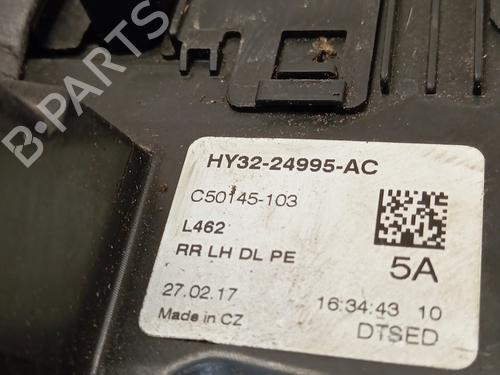 B-PARTS
HY32-24995-AC
C50145-103
L462
RR LH DL PE
5A
27.02.17 16:34:43 10
Made in CZ DTSED